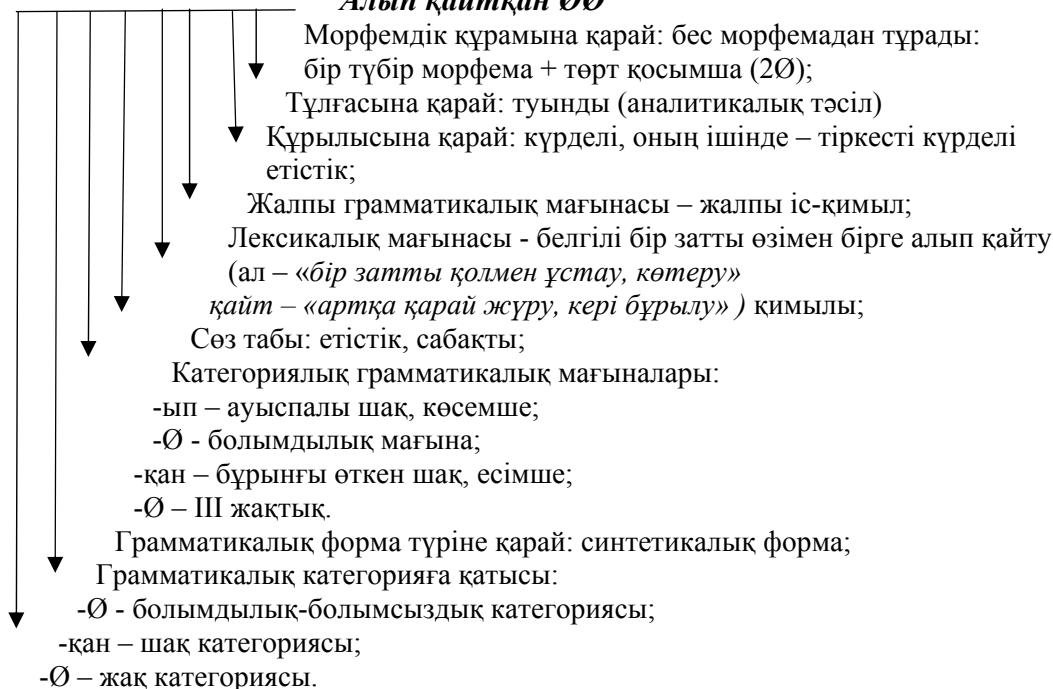 Алып қайтқан ØØ
Морфемдік құрамына қарай: бес морфемадан тұрады:
бір түбір морфема + төрт қосымша (2Ø);
Тұлғасына қарай: туынды (аналитикалық тәсіл)
Құрылысына қарай: күрделі, оның ішінде – тіркесті күрделі
етістік;
Жалпы грамматикалық мағынасы – жалпы іс-қимыл;
Лексикалық мағынасы - белгілі бір затты өзімен бірге алып қайту
(ал – «бір затты қолмен ұстау, көтеру»
қайт – «артқа қарай жүру, кері бұрылу» ) қимылы;
Сөз табы: етістік, сабақты;
Категориялық грамматикалық мағыналары:
-ып – ауыспалы шақ, көсемше;
-Ø - болымдылық мағына;
-қан – бұрынғы өткен шақ, есімше;
-Ø – III жақтық.
Грамматикалық форма түріне қарай: синтетикалық форма;
Грамматикалық категорияға қатысы:
-Ø - болымдылық-болымсыздық категориясы;
-қан – шақ категориясы;
-Ø – жақ категориясы.